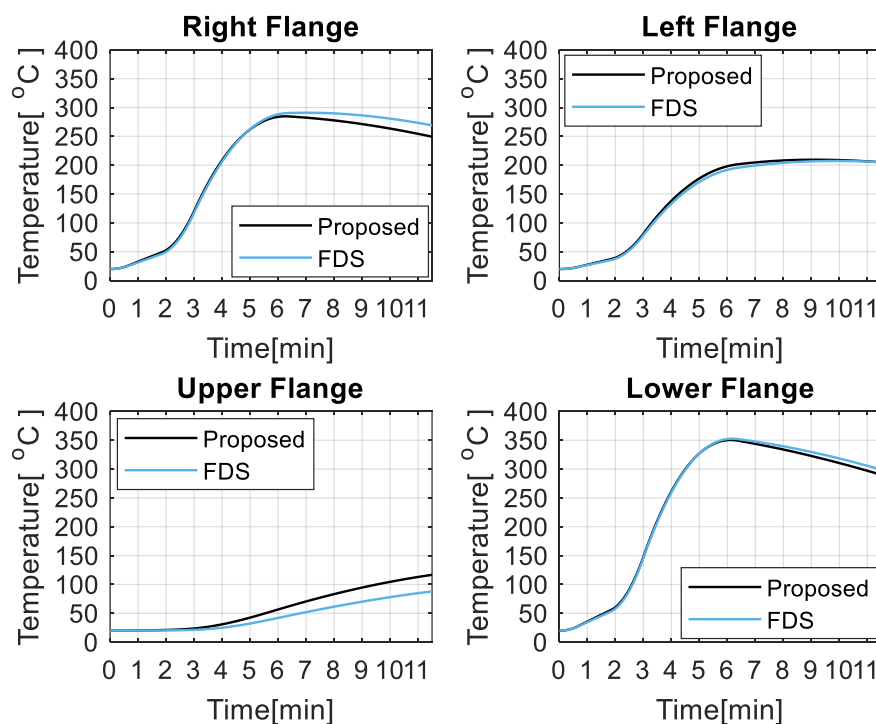 Right Flange
Temperature[ °C ]
400
350
300
250
200
150
100
50
0
Proposed
FDS
0 1 2 3 4 5 6 7 8 9 1011
Time[min]
Left Flange
Temperature[ °C ]
400
350
300
250
200
150
100
50
0
Proposed
FDS
0 1 2 3 4 5 6 7 8 9 1011
Time[min]
Upper Flange
Temperature[ °C ]
400
350
300
250
200
150
100
50
0
Proposed
FDS
0 1 2 3 4 5 6 7 8 9 1011
Time[min]
Lower Flange
Temperature[ °C ]
400
350
300
250
200
150
100
50
0
Proposed
FDS
0 1 2 3 4 5 6 7 8 9 1011
Time[min]